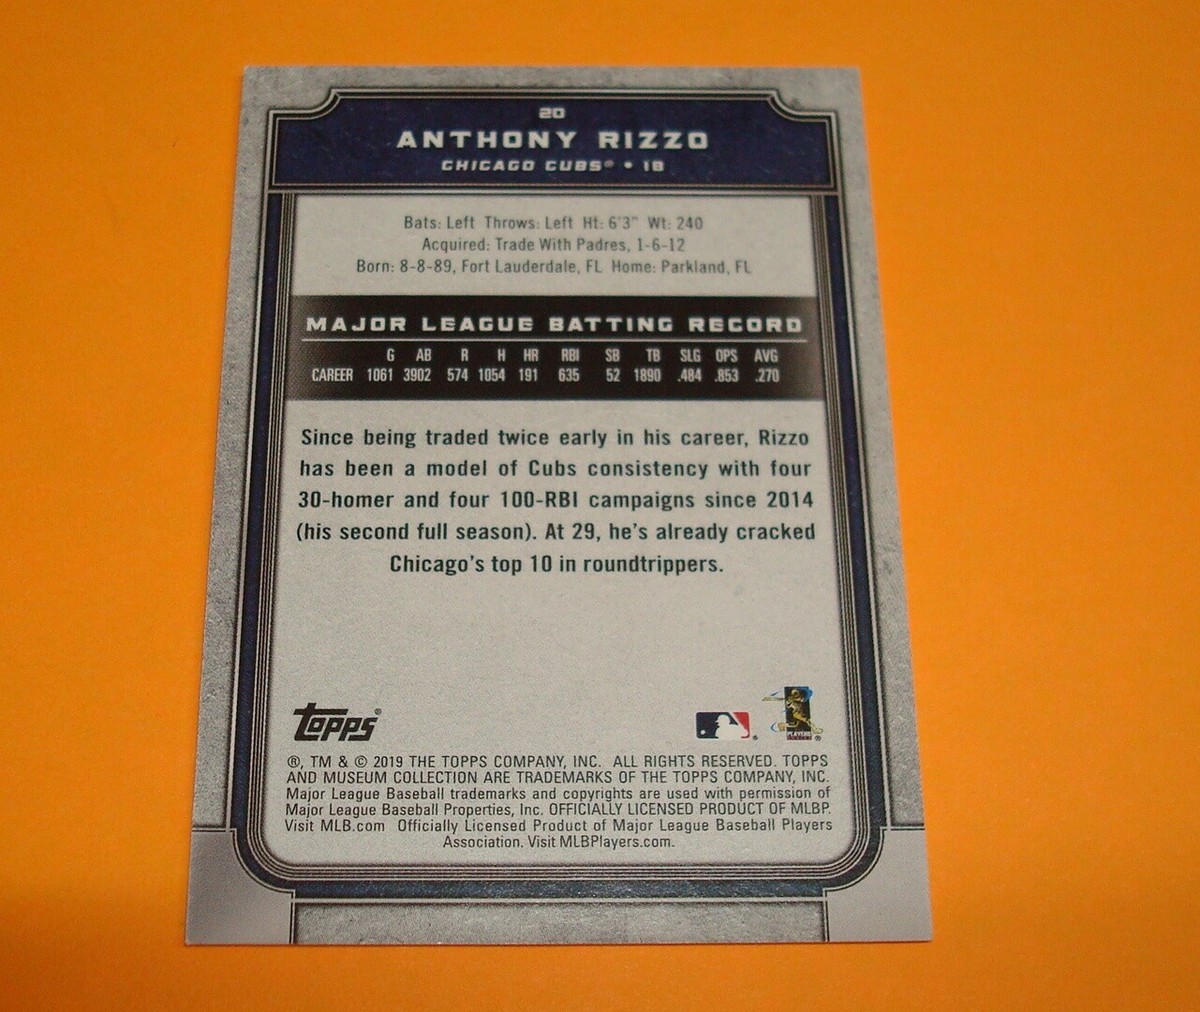 20
ANTHONY RIZZO
CHICAGO CUBS® • 1B
Bats: Left Throws: Left Ht: 6'3" Wt: 240
Acquired: Trade With Padres, 1-6-12
Born: 8-8-89, Fort Lauderdale, FL Home: Parkland, FL
MAJOR LEAGUE BATTING RECORD
G AB R H HR RBI SB TB SLG OPS AVG
CAREER 1061 3902 574 1054 191 635 52 1890 .484 .853 .270
Since being traded twice early in his career, Rizzo
has been a model of Cubs consistency with four
30-homer and four 100-RBI campaigns since 2014
(his second full season). At 29, he's already cracked
Chicago's top 10 in roundtrippers.
topps®
®
PLAYERS
®
®, TM & © 2019 THE TOPPS COMPANY, INC. ALL RIGHTS RESERVED. TOPPS
AND MUSEUM COLLECTION ARE TRADEMARKS OF THE TOPPS COMPANY, INC.
Major League Baseball trademarks and copyrights are used with permission of
Major League Baseball Properties, Inc. OFFICIALLY LICENSED PRODUCT OF MLBP.
Visit MLB.com Officially Licensed Product of Major League Baseball Players
Association. Visit MLBPlayers.com.